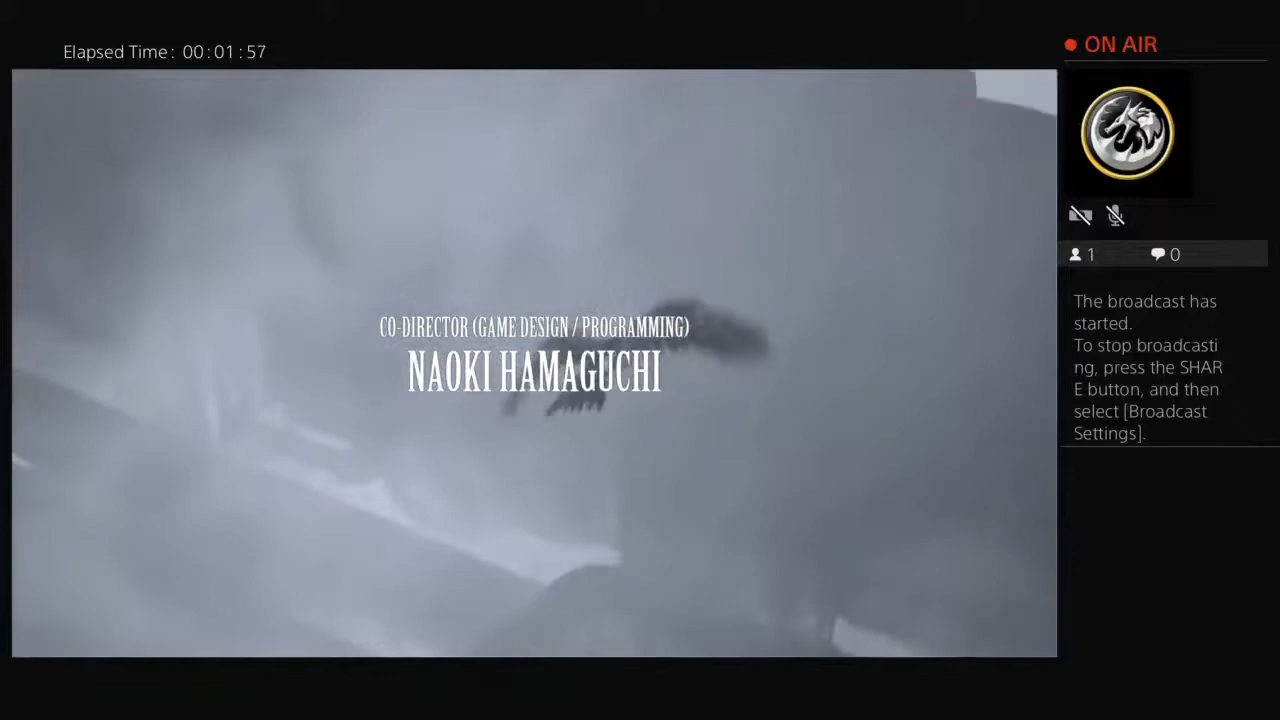 Elapsed Time: 00:01:57
ON AIR
1 0
CO-DIRECTOR (GAME DESIGN / PROGRAMMING)
NAOKI HAMAGUCHI
The broadcast has
started.
To stop broadcasti
ng, press the SHAR
E button, and then
select [Broadcast
Settings].